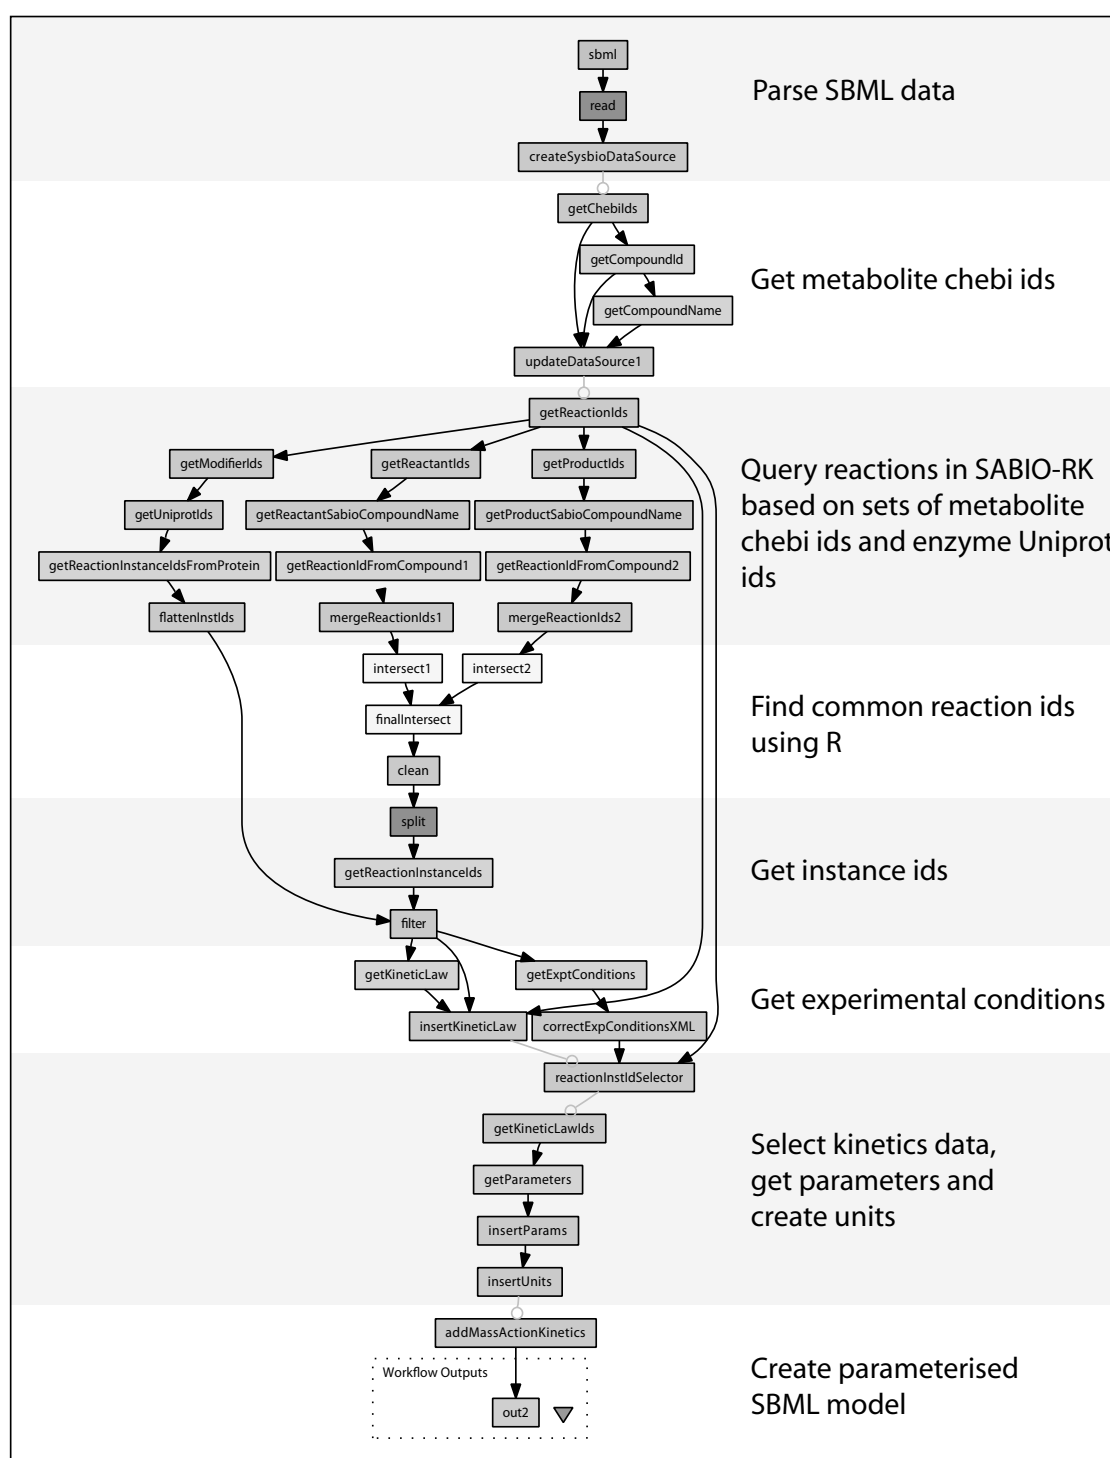 sbml
read
Parse SBML data
createSysbioDataSource
getChebiIds
getCompoundId
Get metabolite chebi ids
getCompoundName
updateDataSource1
getReactionIds
getModifierIds
getReactantIds
getProductIds
getUniprotIds
getReactantSabioCompoundName
getProductSabioCompoundName
getReactionInstanceIdsFromProtein
getReactionIdFromCompound1
getReactionIdFromCompound2
flattenInstIds
mergeReactionIds1
mergeReactionIds2
Query reactions in SABIO-RK
based on sets of metabolite
chebi ids and enzyme Uniprot
ids
intersect1
intersect2
finalIntersect
clean
Find common reaction ids
using R
split
getReactionInstanceIds
filter
Get instance ids
getKineticLaw
getExptConditions
insertKineticLaw
correctExpConditionsXML
Get experimental conditions
reactionInstIdSelector
getKineticLawIds
getParameters
insertParams
insertUnits
Select kinetics data,
get parameters and
create units
addMassActionKinetics
Workflow Outputs
out2
Create parameterised
SBML model